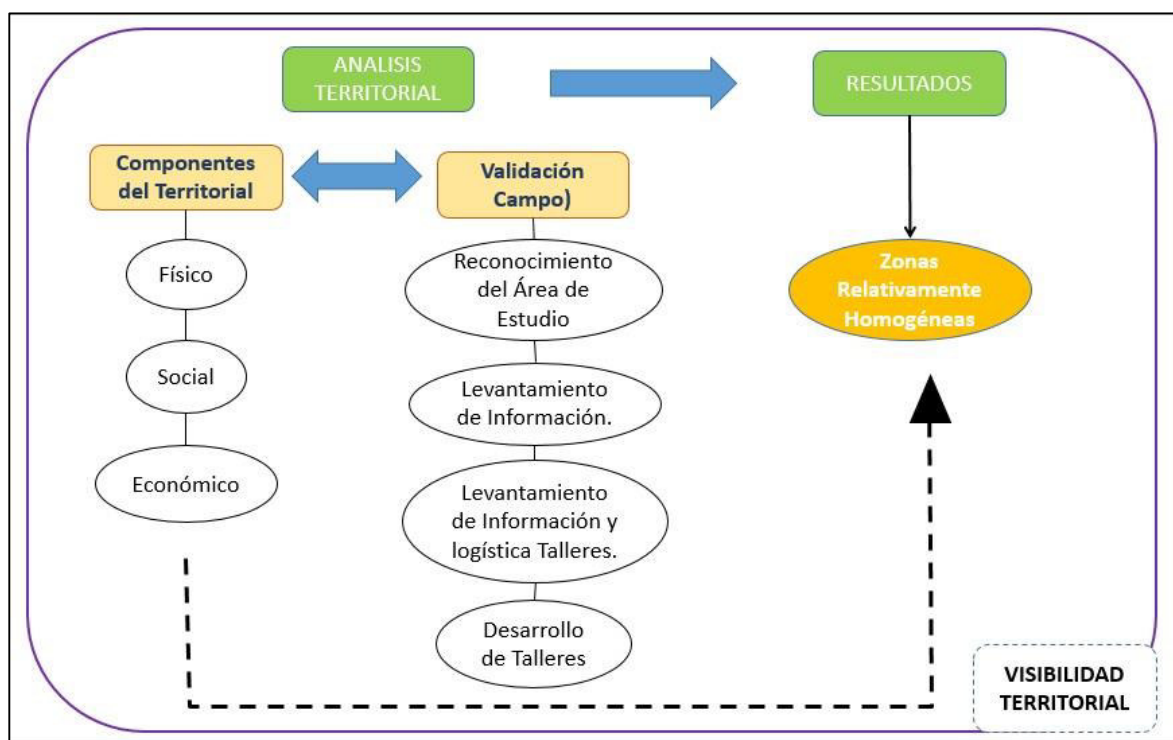 ANALISIS
TERRITORIAL
RESULTADOS
Componentes
del Territorial
Físico
Social
Económico
Validación
Campo)
Reconocimiento
del Área de
Estudio
Levantamiento
de Información.
Levantamiento
de Información y
logística Talleres.
Desarrollo
de Talleres
Zonas
Relativamente
Homogéneas
VISIBILIDAD
TERRITORIAL